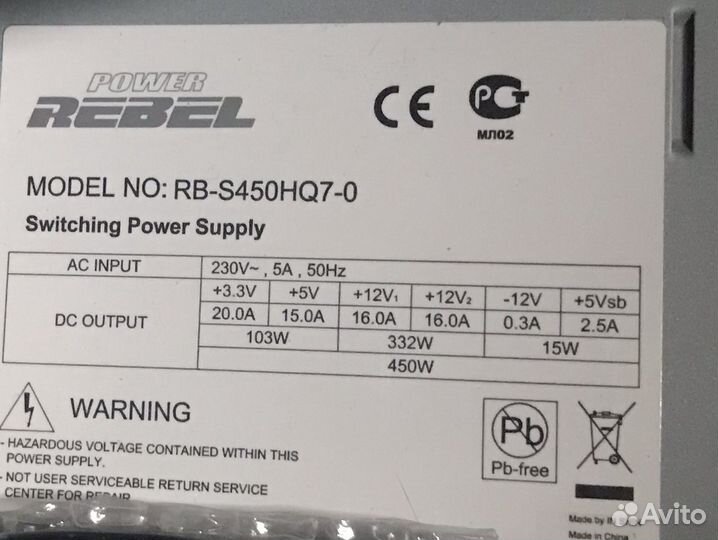 POWER
REBEL
CE
РСТ
МЛ02
MODEL NO: RB-S450HQ7-0
Switching Power Supply
AC INPUT 230V~ , 5A , 50Hz
DC OUTPUT +3.3V +5V +12V₁ +12V₂ -12V +5Vsb
20.0A 15.0A 16.0A 16.0A 0.3A 2.5A
103W 332W 15W
450W
WARNING
- HAZARDOUS VOLTAGE CONTAINED WITHIN THIS
POWER SUPPLY.
- NOT USER SERVICEABLE RETURN SERVICE
CENTER FOR REPAIR
Pb
Pb-free
Made by
Made in China
Avito